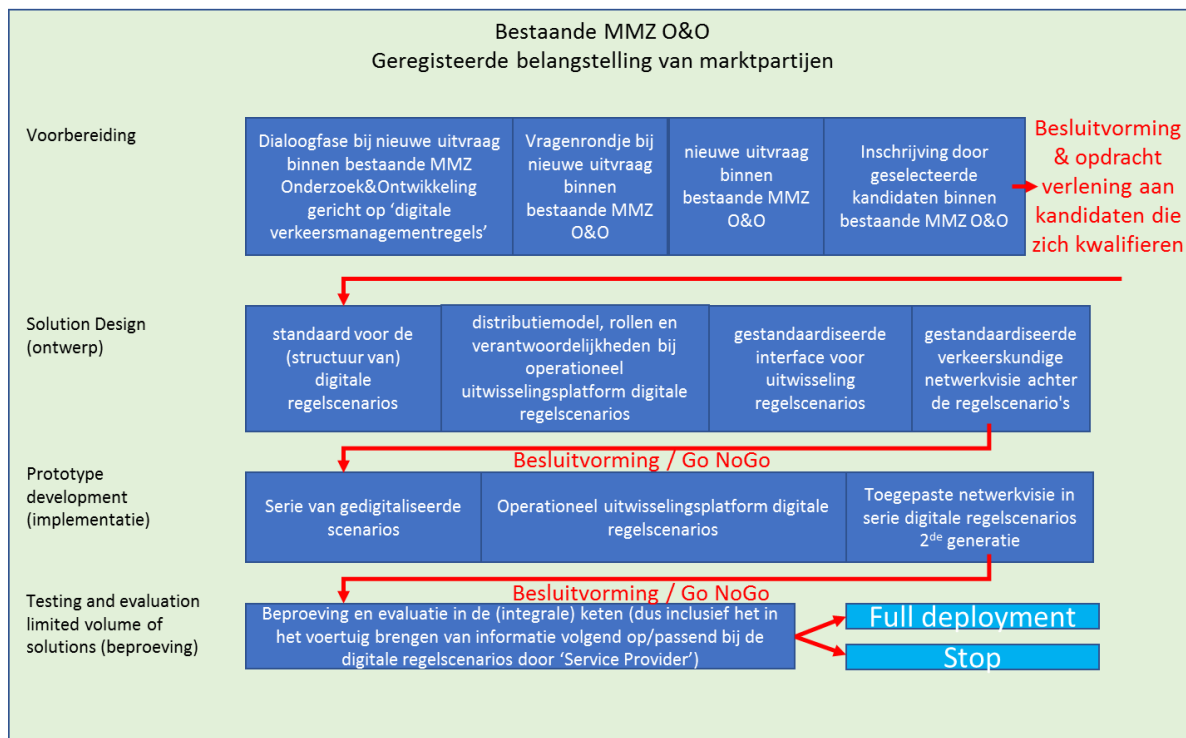 Bestaande MMZ O&O
Geregisteerde belangstelling van marktpartijen
Voorbereiding
Dialoogfase bij nieuwe uitvraag
binnen bestaande MMZ
Onderzoek&Ontwikkeling
gericht op ‘digitale
verkeersmanagementregels’
Vragenrondje bij
nieuwe uitvraag
binnen
bestaande MMZ
O&O
nieuwe uitvraag
binnen
bestaande MMZ
O&O
Inschrijving door
geselecteerde
kandidaten binnen
bestaande MMZ O&O
Besluitvorming
& opdracht
verlening aan
kandidaten die
zich kwalifieren
Solution Design
(ontwerp)
standaard voor de
(structuur van)
digitale
regelscenarios
distributiemodel, rollen en
verantwoordelijkheden bij
operationeel
uitwisselingsplatform digitale
regelscenarios
gestandaardiseerde
interface voor
uitwisseling
regelscenarios
gestandaardiseerde
verkeerskundige
netwerkvisie achter
de regelscenario's
Besluitvorming / Go NoGo
Prototype
development
(implementatie)
Serie van gedigitaliseerde
scenarios
Operationeel uitwisselingsplatform digitale
regelscenarios
Toegepaste netwerkvisie in
serie digitale regelscenarios
2de generatie
Besluitvorming / Go NoGo
Testing and evaluation
limited volume of
solutions (beproeving)
Beproeving en evaluatie in de (integrale) keten (dus inclusief het in
het voertuig brengen van informatie volgend op/passend bij de
digitale regelscenarios door ‘Service Provider’)
Full deployment
Stop